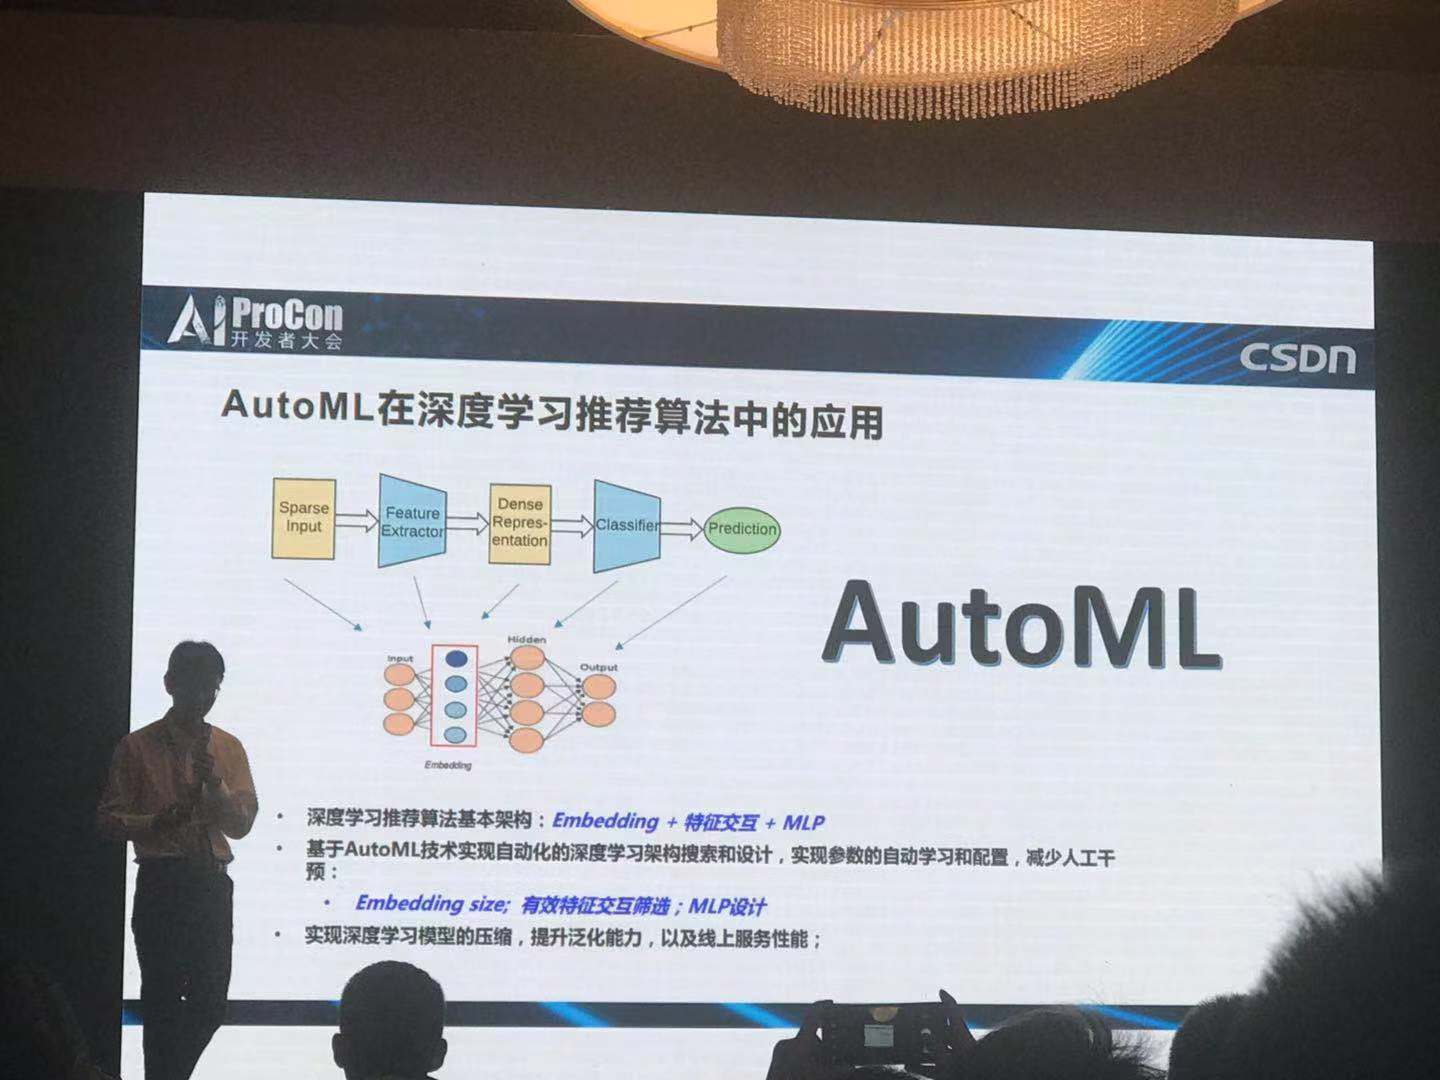 AI ProCon
开发者大会
CSDN
AutoML在深度学习推荐算法中的应用
Sparse
Input
Feature
Extractor
Dense
Repres-
entation
Classifier
Prediction
AutoML
Input
Hidden
Output
Embedding
• 深度学习推荐算法基本架构：Embedding + 特征交互 + MLP
• 基于AutoML技术实现自动化的深度学习架构搜索和设计，实现参数的自动学习和配置，减少人工干
预：
• Embedding size; 有效特征交互筛选；MLP设计
• 实现深度学习模型的压缩，提升泛化能力，以及线上服务性能；